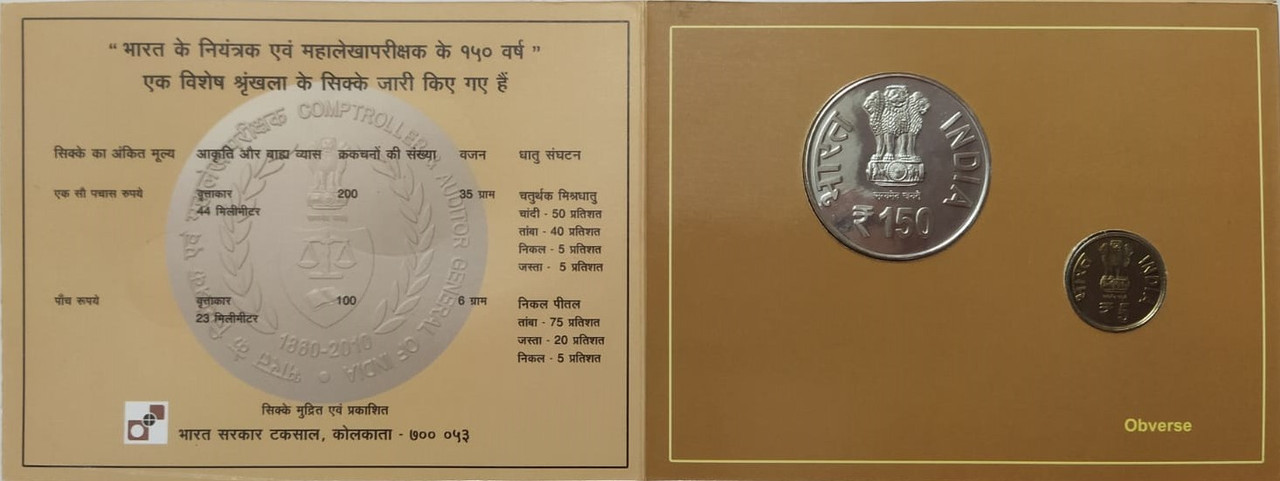 “ भारत के नियंत्रक एवं महालेखापरीक्षक के १५० वर्ष ”
एक विशेष श्रृंखला के सिक्के जारी किए गए हैं
सिक्के का अंकित मूल्य आकृति और बाह्य व्यास क्रकचनों की संख्या वजन धातु संघटन
एक सौ पचास रुपये वृत्ताकार 200 35 ग्राम चतुर्थक मिश्रधातु
44 मिलीमीटर चांदी - 50 प्रतिशत
तांबा - 40 प्रतिशत
निकल - 5 प्रतिशत
जस्ता - 5 प्रतिशत
पाँच रूपये वृत्ताकार 100 6 ग्राम निकल पीतल
23 मिलीमीटर तांबा - 75 प्रतिशत
जस्ता - 20 प्रतिशत
निकल - 5 प्रतिशत
COMPTROLLER & AUDITOR GENERAL OF INDIA
1860-2010
सिक्के मुद्रित एवं प्रकाशित
भारत सरकार टकसाल, कोलकाता - ७०० ०५३
भारत INDIA
सत्यमेव जयते
₹ 150
भारत INDIA
₹ 5
Obverse